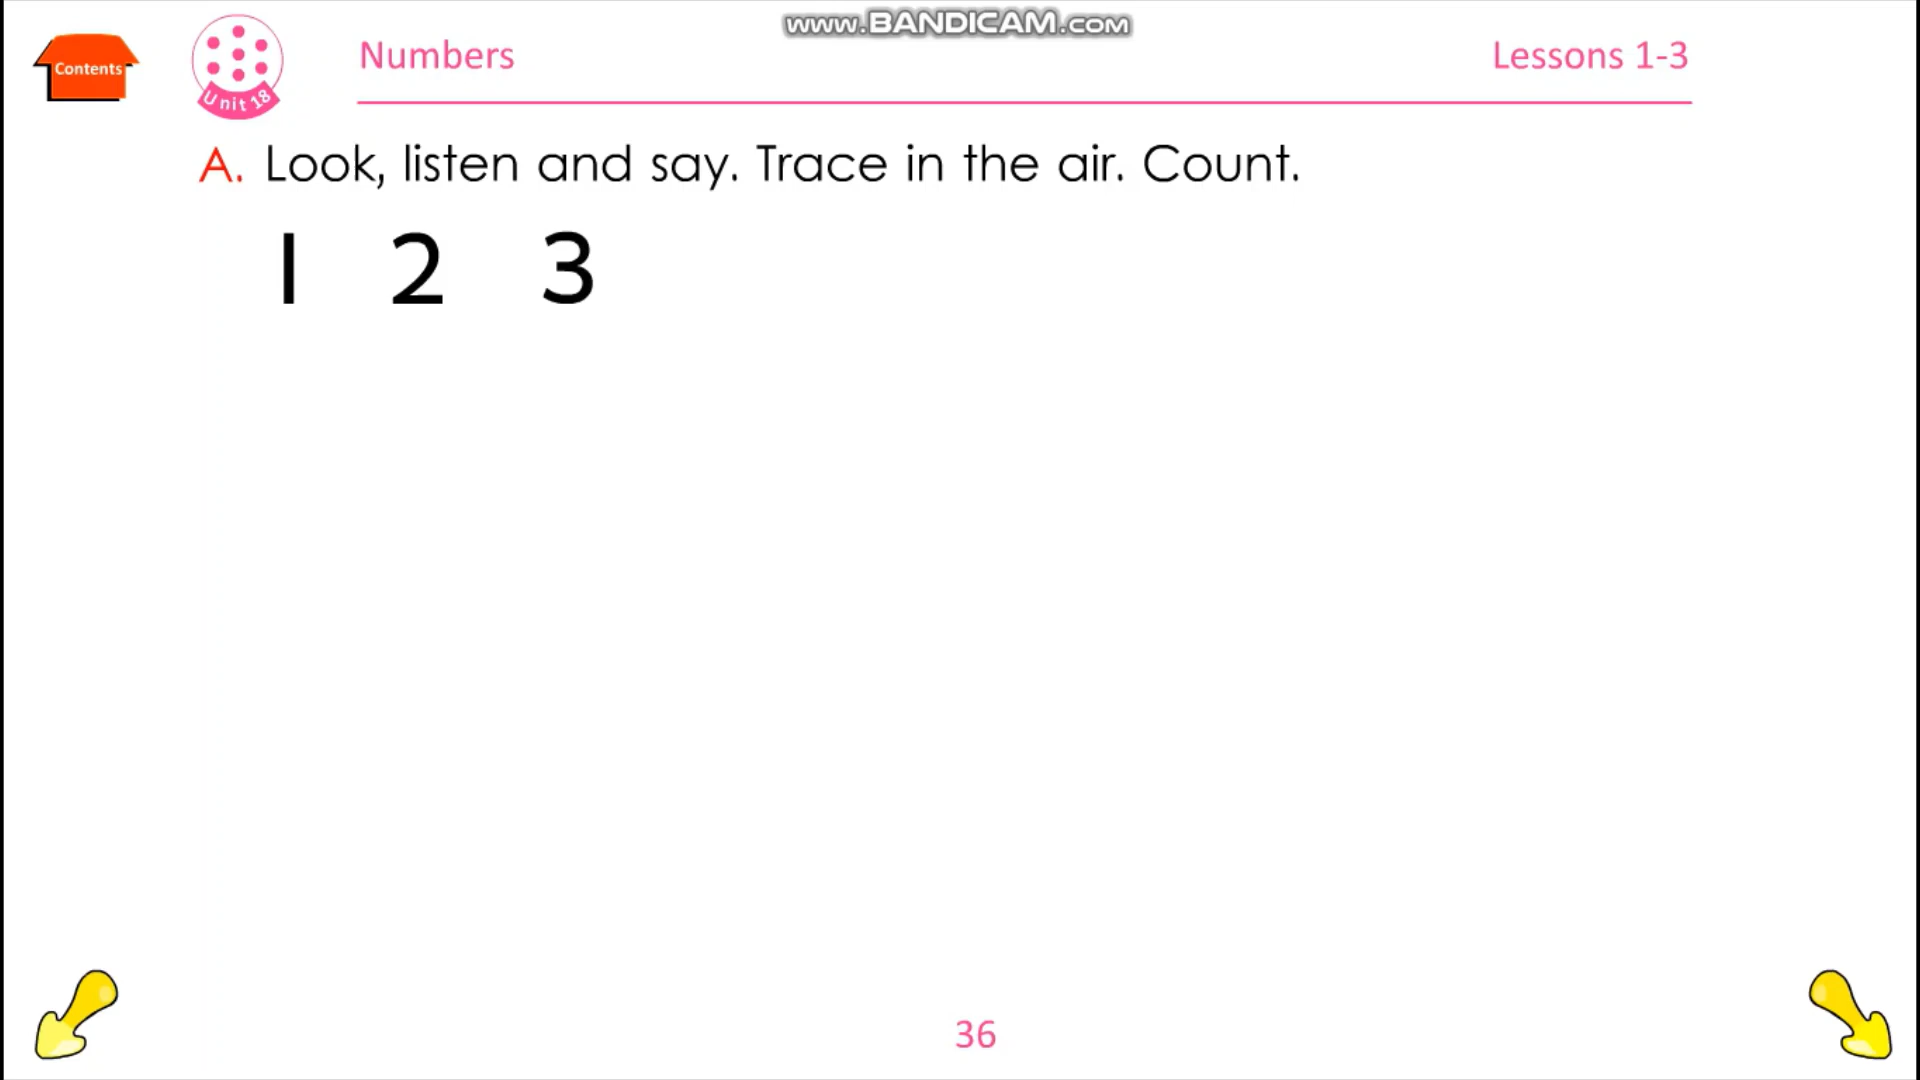 www.BANDICAM.com
Contents
Unit 18
Numbers
Lessons 1-3
A. Look, listen and say. Trace in the air. Count.
1 2 3
36